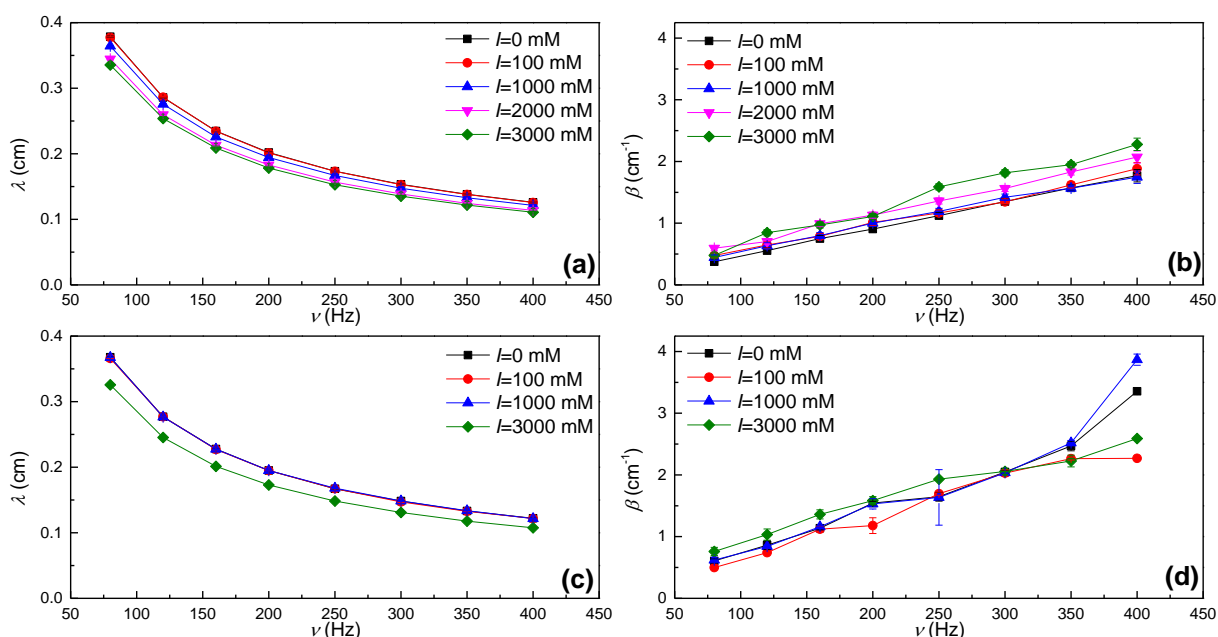 0.4
0.3
0.2
0.1
0.0
λ (cm)
50 100 150 200 250 300 350 400 450
ν (Hz)
I=0 mM
I=100 mM
I=1000 mM
I=2000 mM
I=3000 mM
(a)
4
3
2
1
0
β (cm⁻¹)
50 100 150 200 250 300 350 400 450
ν (Hz)
I=0 mM
I=100 mM
I=1000 mM
I=2000 mM
I=3000 mM
(b)
0.4
0.3
0.2
0.1
0.0
λ (cm)
50 100 150 200 250 300 350 400 450
ν (Hz)
I=0 mM
I=100 mM
I=1000 mM
I=3000 mM
(c)
4
3
2
1
0
β (cm⁻¹)
50 100 150 200 250 300 350 400 450
ν (Hz)
I=0 mM
I=100 mM
I=1000 mM
I=3000 mM
(d)